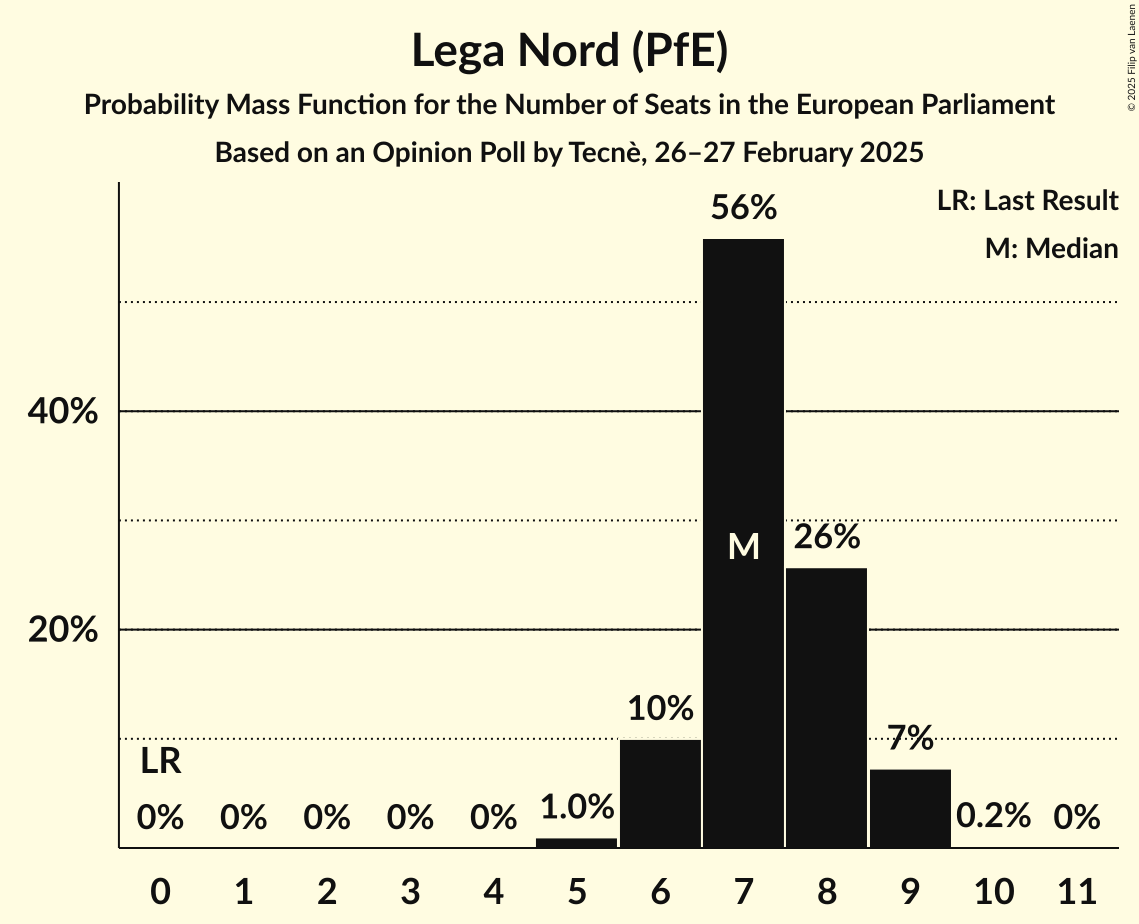 Lega Nord (PfE)
Probability Mass Function for the Number of Seats in the European Parliament
Based on an Opinion Poll by Tecnè, 26–27 February 2025
© 2025 Filip van Laenen
LR: Last Result
M: Median
56%
40%
M
26%
20%
10%
7%
LR
0% 0% 0% 0% 0% 1.0% 0.2% 0%
0 1 2 3 4 5 6 7 8 9 10 11